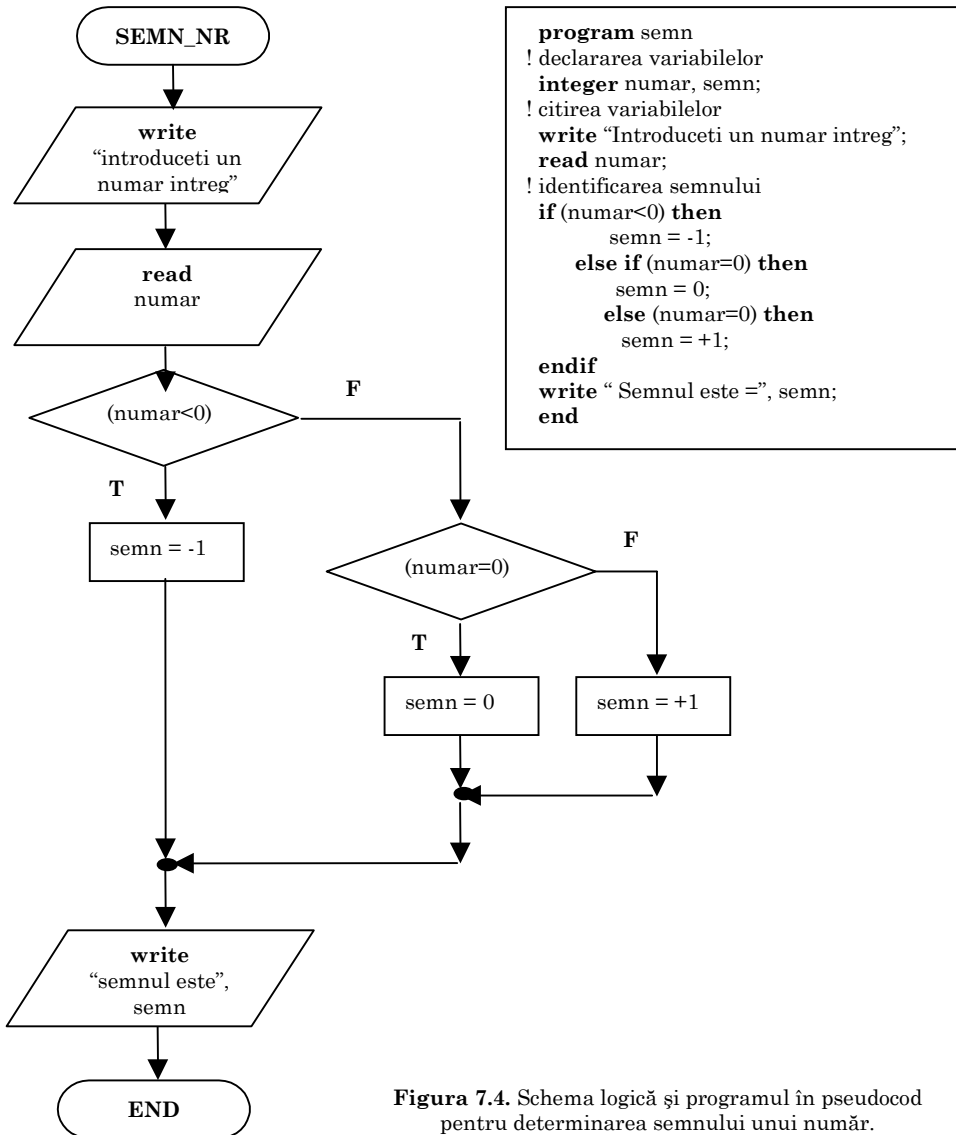 SEMN_NR
write
“introduceti un
numar intreg”
read
numar
(numar<0)
F
T
semn = -1
(numar=0)
F
T
semn = 0
semn = +1
write
“semnul este”,
semn
END
program semn
! declararea variabilelor
integer numar, semn;
! citirea variabilelor
write “Introduceti un numar intreg”;
read numar;
! identificarea semnului
if (numar<0) then
semn = -1;
else if (numar=0) then
semn = 0;
else (numar=0) then
semn = +1;
endif
write “ Semnul este =”, semn;
end
Figura 7.4. Schema logică şi programul în pseudocod
pentru determinarea semnului unui număr.